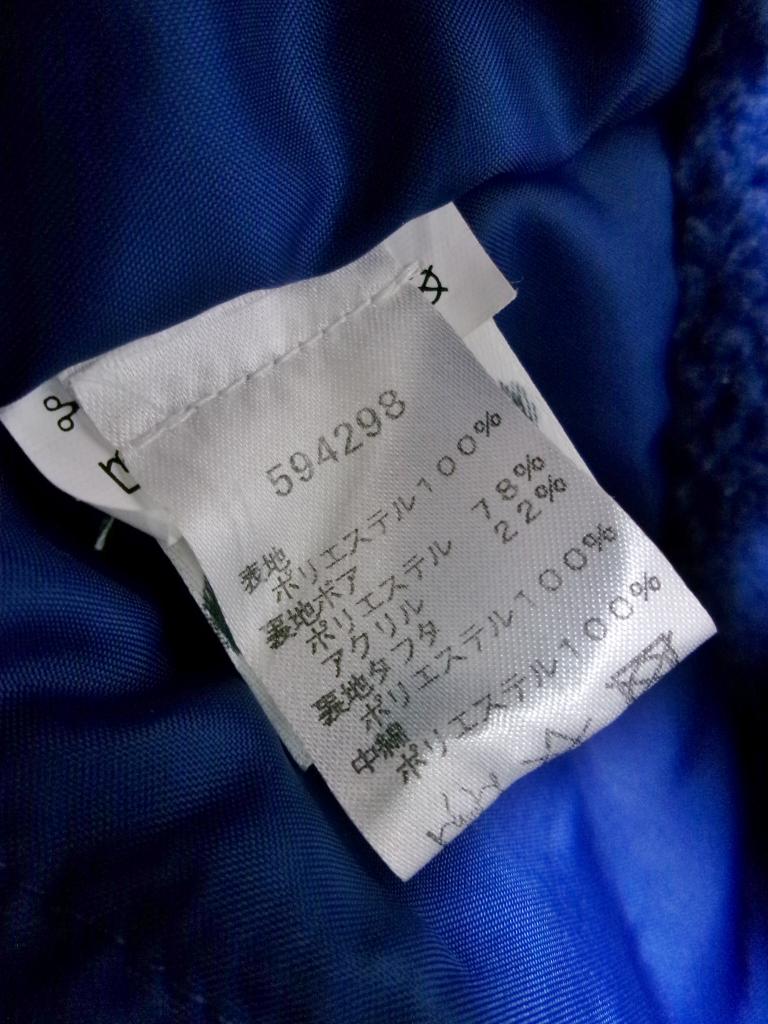 594298
表地
ポリエステル100%
裏地ボア
ポリエステル 78%
アクリル 22%
裏地タフタ
ポリエステル100%
中綿
ポリエステル100%